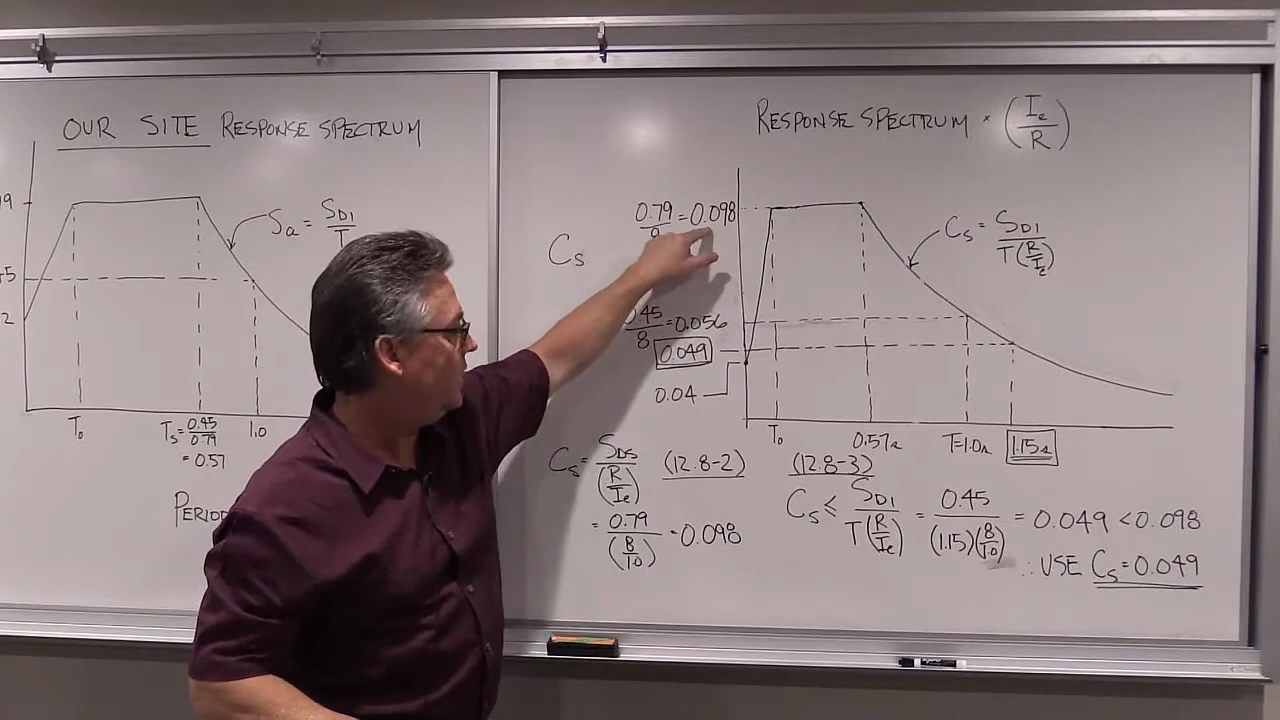 OUR SITE RESPONSE SPECTRUM
9
Sa = SD1
T
45
2
T0
Ts = 0.45
0.79
= 0.57
1.0
PERIOD
RESPONSE SPECTRUM × (Ie/R)
0.79 = 0.098
Cs
Cs = SD1
T(R/Ie)
0.45/8 = 0.056
0.049
0.04
T0
0.57s
T=1.0s
1.15s
Cs = SDS/(R/Ie) (12.8-2)
= 0.79/(8/1.0) = 0.098
(12.8-3)
Cs ≤ SD1/T(R/Ie) = 0.45/(1.15)(8/1.0) = 0.049 < 0.098
∴ USE Cs = 0.049